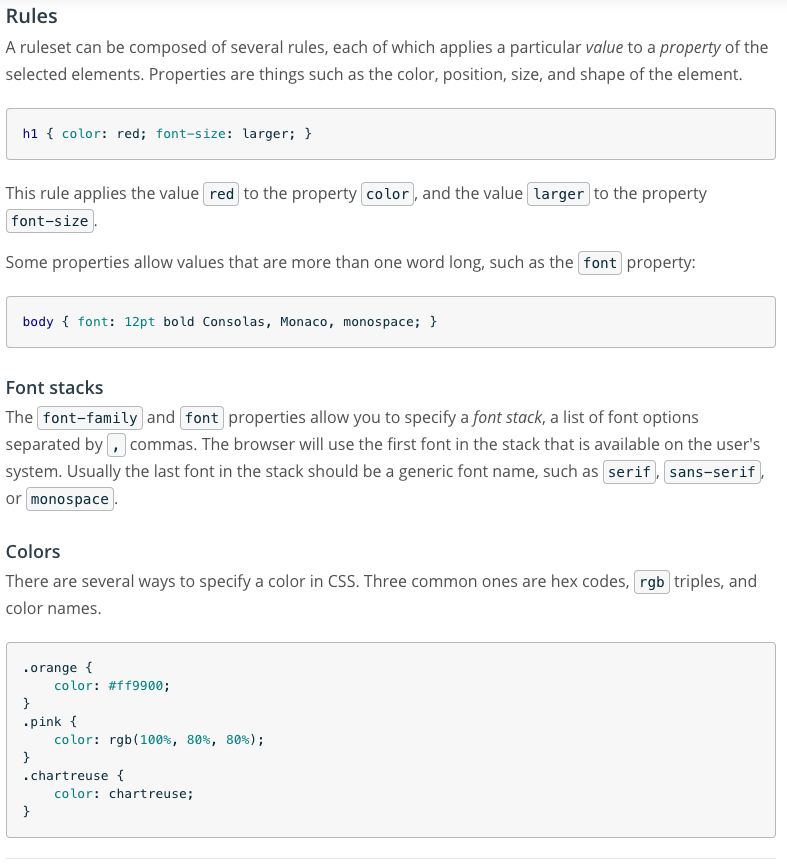 Rules
A ruleset can be composed of several rules, each of which applies a particular value to a property of the
selected elements. Properties are things such as the color, position, size, and shape of the element.
h1 { color: red; font-size: larger; }
This rule applies the value red to the property color, and the value larger to the property
font-size.
Some properties allow values that are more than one word long, such as the font property:
body { font: 12pt bold Consolas, Monaco, monospace; }
Font stacks
The font-family and font properties allow you to specify a font stack, a list of font options
separated by , commas. The browser will use the first font in the stack that is available on the user's
system. Usually the last font in the stack should be a generic font name, such as serif, sans-serif,
or monospace.
Colors
There are several ways to specify a color in CSS. Three common ones are hex codes, rgb triples, and
color names.
.orange {
    color: #ff9900;
}
.pink {
    color: rgb(100%, 80%, 80%);
}
.chartreuse {
    color: chartreuse;
}